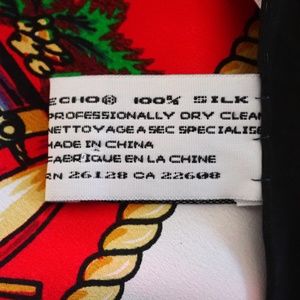 ECHO® 100% SILK
PROFESSIONALLY DRY CLEAN
NETTOYAGE A SEC SPECIALISE
MADE IN CHINA
FABRIQUE EN LA CHINE
RN 26128 CA 22608